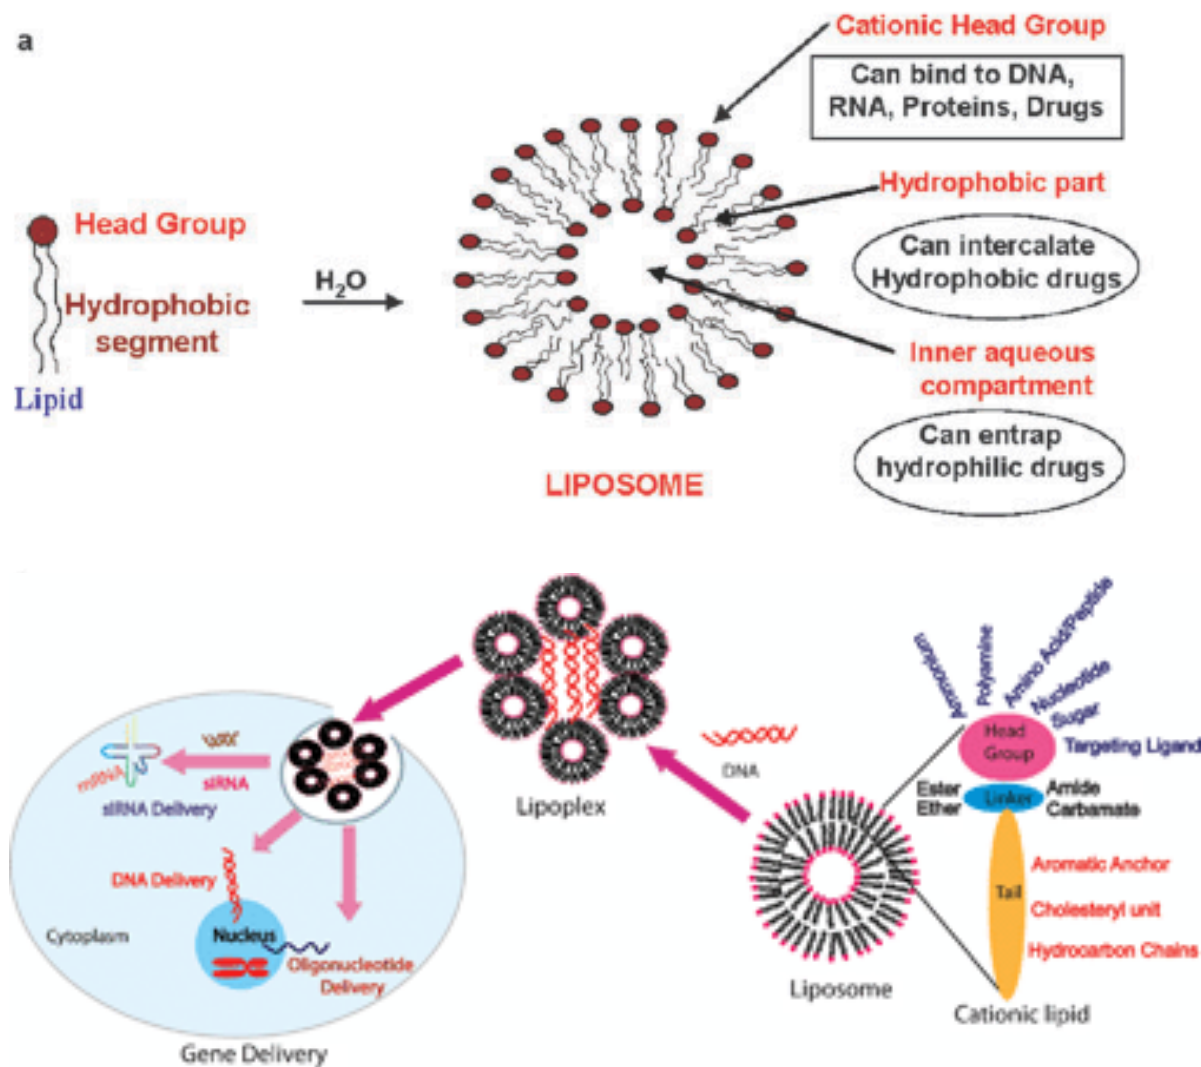 a
Cationic Head Group
Can bind to DNA,
RNA, Proteins, Drugs
Hydrophobic part
Can intercalate
Hydrophobic drugs
Inner aqueous
compartment
Can entrap
hydrophilic drugs
Head Group
Hydrophobic
segment
Lipid
H2O
LIPOSOME
Ammonium
Polyamine
Amino Acid/Peptide
Nucleotide
Sugar
Targeting Ligand
Head
Group
Ester
Ether
Linker
Amide
Carbamate
Tail
Aromatic Anchor
Cholesteryl unit
Hydrocarbon Chains
Cationic lipid
Liposome
DNA
Lipoplex
mRNA
siRNA
siRNA Delivery
DNA Delivery
Cytoplasm
Nucleus
Oligonucleotide
Delivery
Gene Delivery